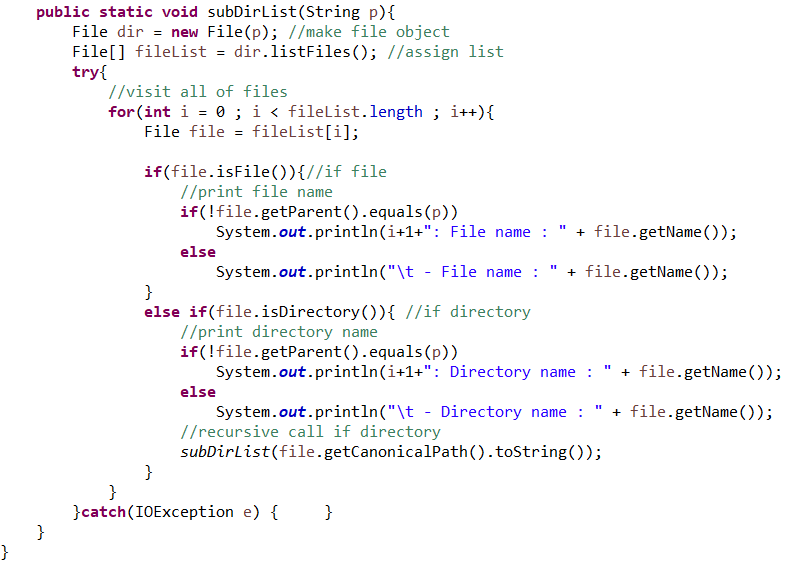 public static void subDirList(String p){
File dir = new File(p); //make file object
File[] fileList = dir.listFiles(); //assign list
try{
//visit all of files
for(int i = 0 ; i < fileList.length ; i++){
File file = fileList[i];
if(file.isFile()){//if file
//print file name
if(!file.getParent().equals(p))
System.out.println(i+1+": File name : " + file.getName());
else
System.out.println("\t - File name : " + file.getName());
}
else if(file.isDirectory()){ //if directory
//print directory name
if(!file.getParent().equals(p))
System.out.println(i+1+": Directory name : " + file.getName());
else
System.out.println("\t - Directory name : " + file.getName());
//recursive call if directory
subDirList(file.getCanonicalPath().toString());
}
}
}catch(IOException e) {     }
}
}